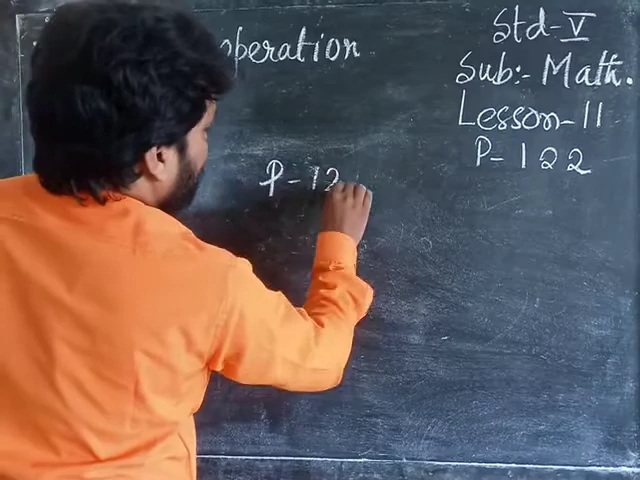 operation
Std- V
Sub:- Math.
Lesson-11
P- 122
P-12